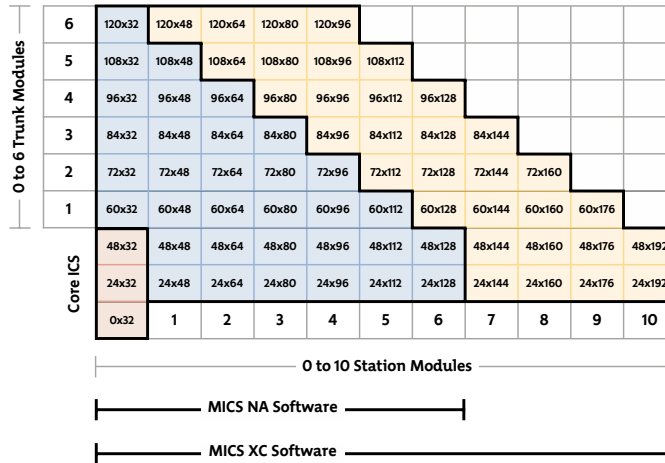 6 120x32 120x48 120x64 120x80 120x96
5 108x32 108x48 108x64 108x80 108x96 108x112
4 96x32 96x48 96x64 96x80 96x96 96x112 96x128
3 84x32 84x48 84x64 84x80 84x96 84x112 84x128 84x144
2 72x32 72x48 72x64 72x80 72x96 72x112 72x128 72x144 72x160
1 60x32 60x48 60x64 60x80 60x96 60x112 60x128 60x144 60x160 60x176
48x32 48x48 48x64 48x80 48x96 48x112 48x128 48x144 48x160 48x176 48x192
24x32 24x48 24x64 24x80 24x96 24x112 24x128 24x144 24x160 24x176 24x192
0x32 1 2 3 4 5 6 7 8 9 10
0 to 6 Trunk Modules
Core ICS
0 to 10 Station Modules
MICS NA Software
MICS XC Software